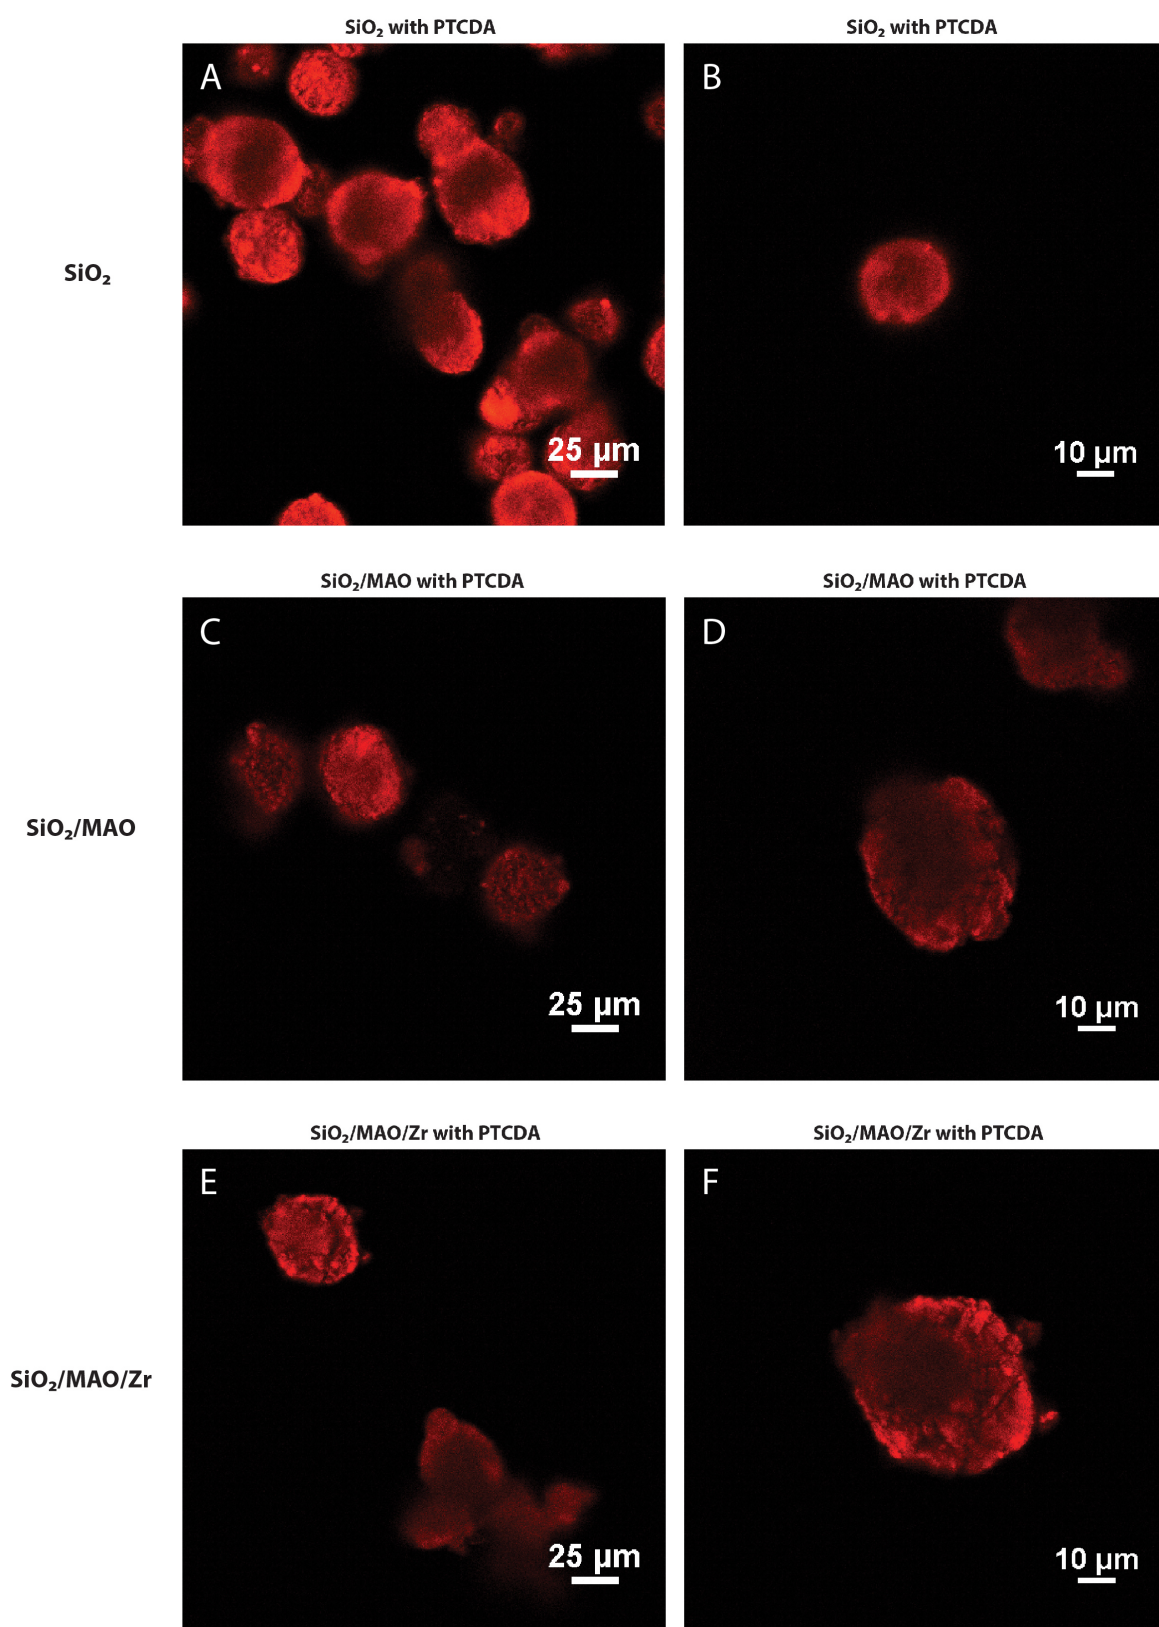 SiO₂ with PTCDA
SiO₂ with PTCDA
A
B
SiO₂
25 µm
10 µm
SiO₂/MAO with PTCDA
SiO₂/MAO with PTCDA
C
D
SiO₂/MAO
25 µm
10 µm
SiO₂/MAO/Zr with PTCDA
SiO₂/MAO/Zr with PTCDA
E
F
SiO₂/MAO/Zr
25 µm
10 µm